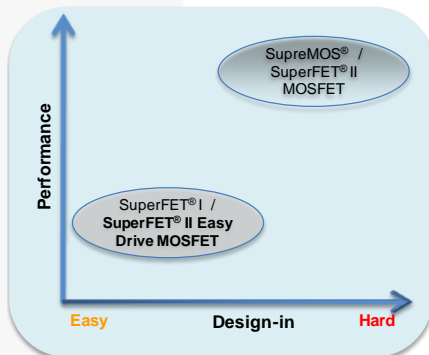 SupreMOS® /
SuperFET® II
MOSFET
Performance
SuperFET® I /
SuperFET® II Easy
Drive MOSFET
Easy
Design-in
Hard